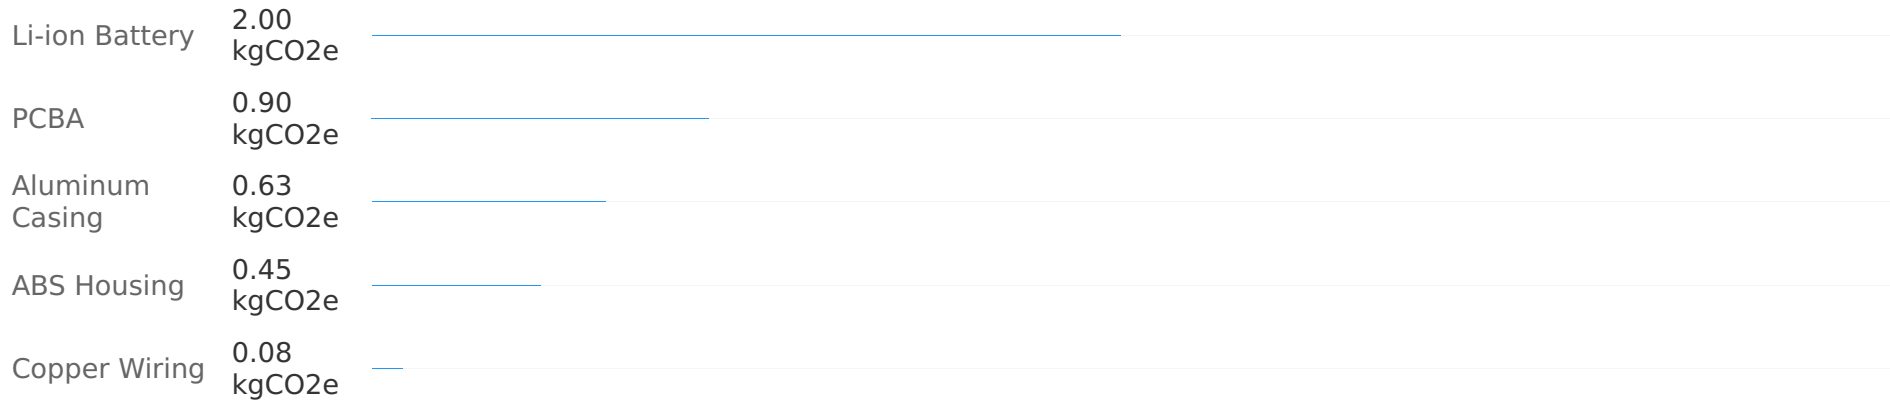 Li-ion Battery
2.00
kgCO2e
PCBA
0.90
kgCO2e
Aluminum
Casing
0.63
kgCO2e
ABS Housing
0.45
kgCO2e
Copper Wiring
0.08
kgCO2e